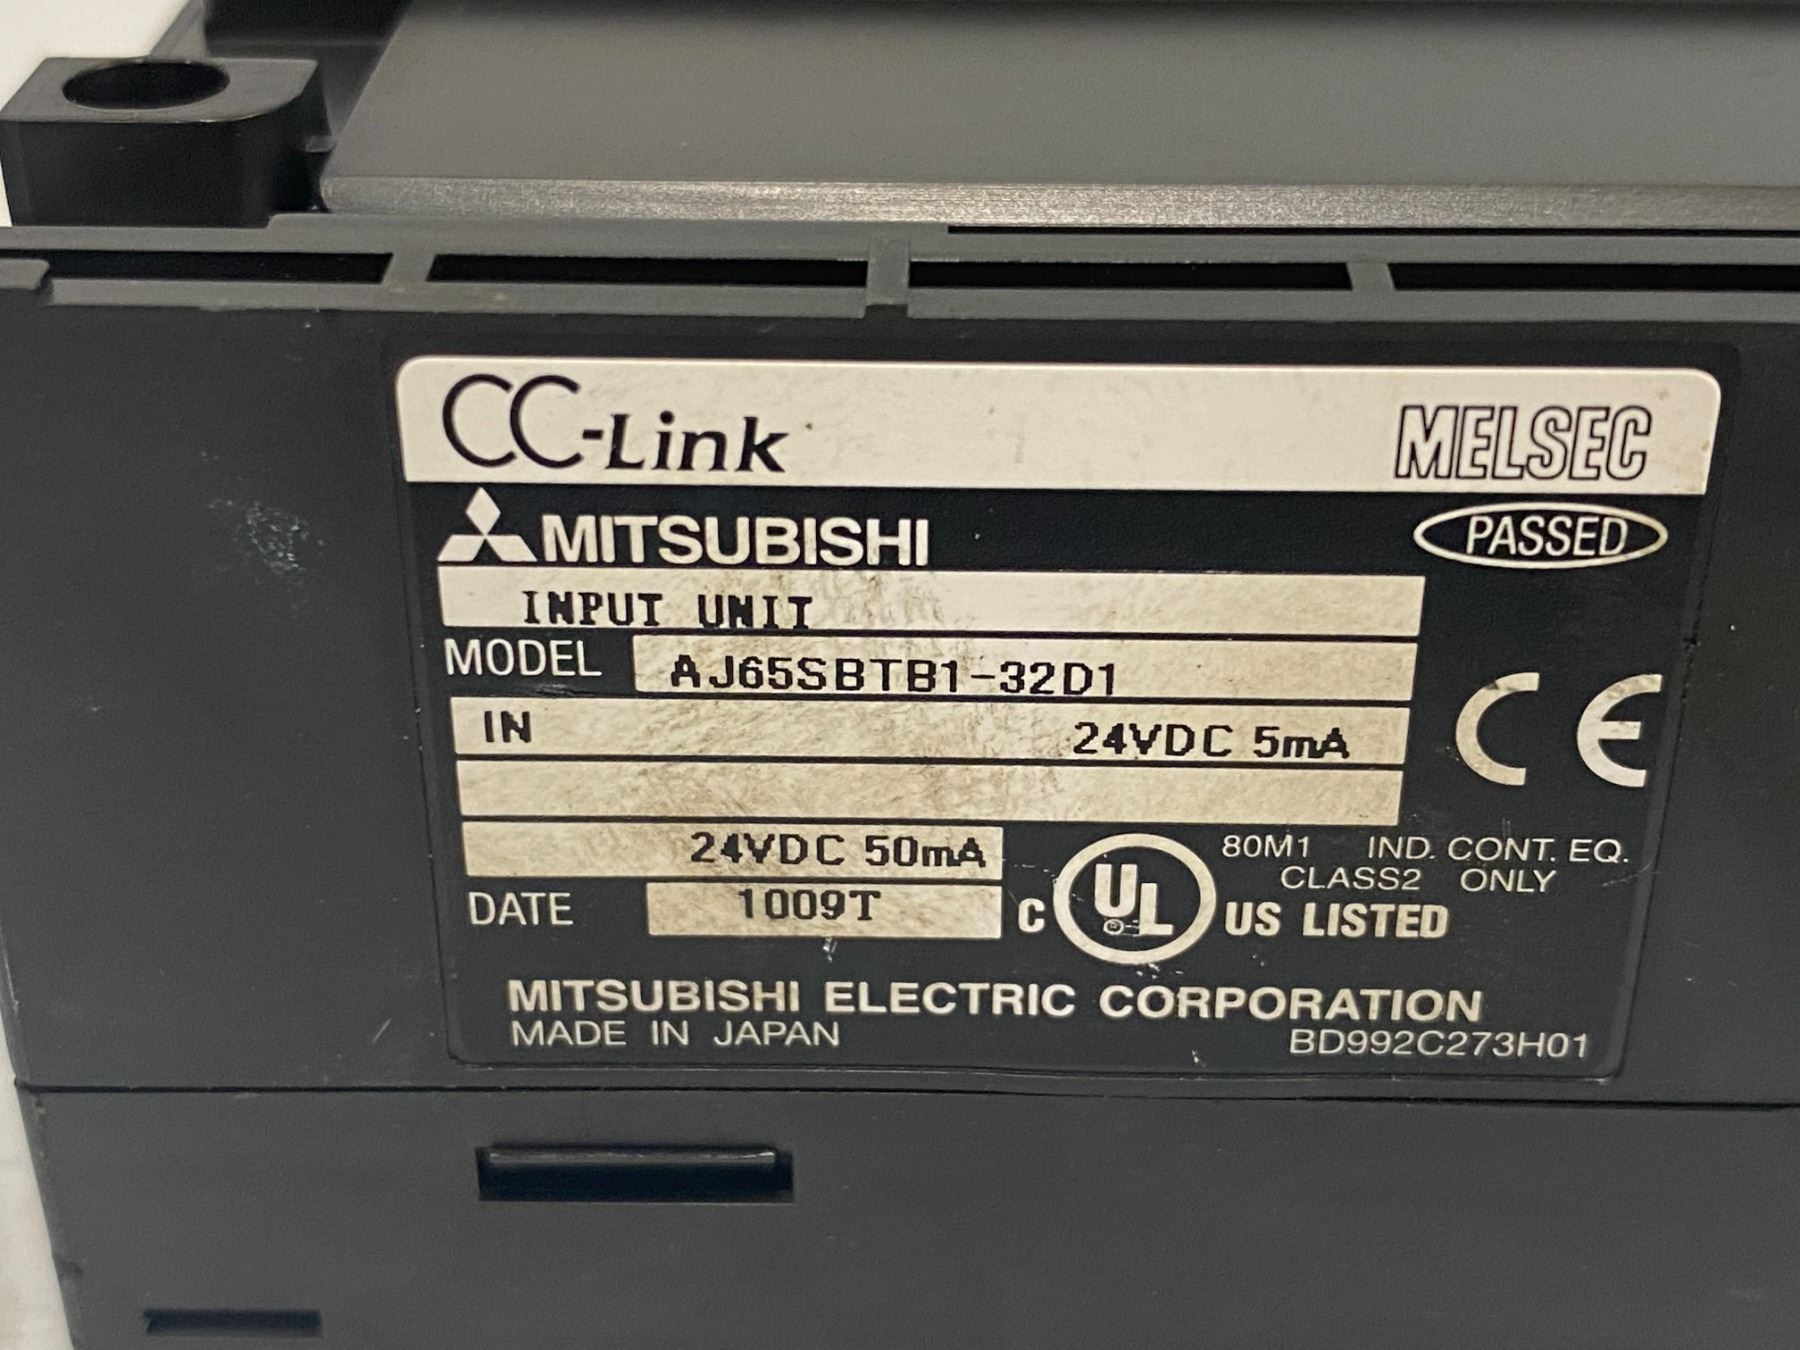 CC-Link MELSEC
MITSUBISHI PASSED
INPUT UNIT
MODEL AJ65SBTB1-32D1
IN 24VDC 5mA
CE
24VDC 50mA
80M1 IND. CONT. EQ.
CLASS2 ONLY
DATE 1009T
C UL ® US LISTED
MITSUBISHI ELECTRIC CORPORATION
MADE IN JAPAN BD992C273H01